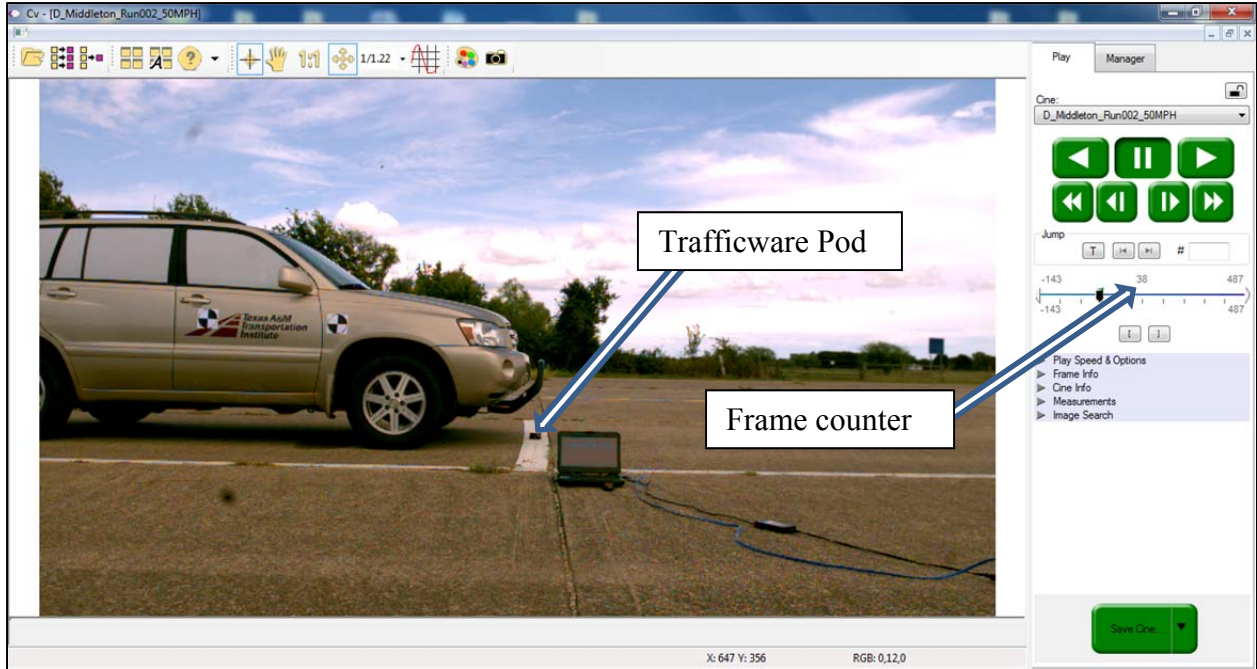 Cv - [D_Middleton_Run002_50MPH]
1:1
1/1.22
Play
Manager
Cine:
D_Middleton_Run002_50MPH
Jump
T
#
-143
38
487
-143
487
[
]
Play Speed & Options
Frame Info
Cine Info
Measurements
Image Search
Trafficware Pod
Frame counter
Texas A&M
Transportation
Institute
Save Cine...
X: 647 Y: 356
RGB: 0,12,0